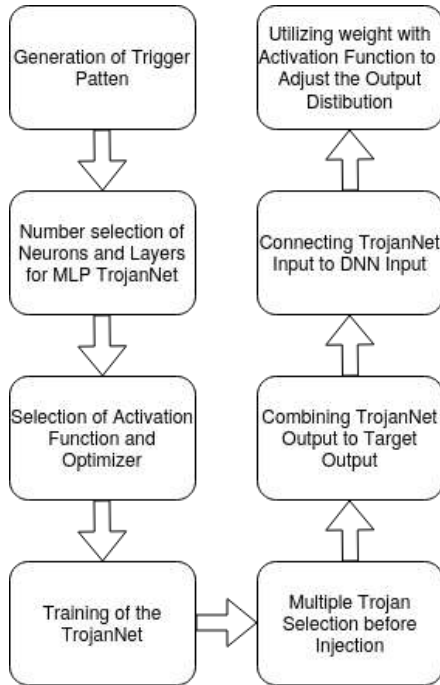 Generation of Trigger
Patten
Number selection of
Neurons and Layers
for MLP TrojanNet
Selection of Activation
Function and
Optimizer
Training of the
TrojanNet
Multiple Trojan
Selection before
Injection
Combining TrojanNet
Output to Target
Output
Connecting TrojanNet
Input to DNN Input
Utilizing weight with
Activation Function to
Adjust the Output
Distibution